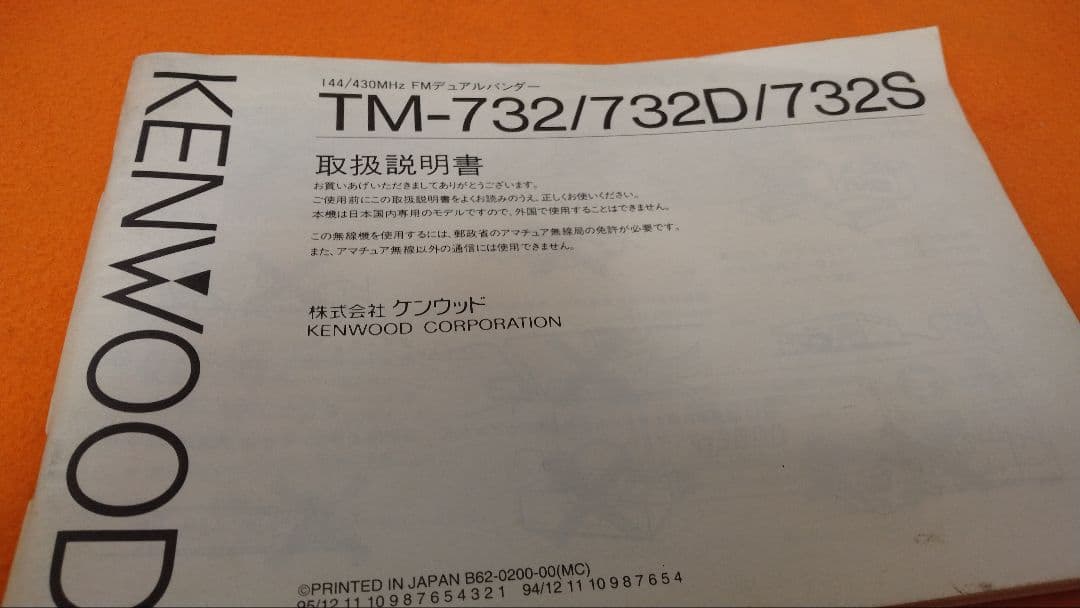 KENWOOD
144/430MHz FMデュアルバンダー
TM-732/732D/732S
取扱説明書
お買いあげいただきましてありがとうございます。
ご使用前にこの取扱説明書をよくお読みのうえ、正しくお使いください。
本機は日本国内専用のモデルですので、外国で使用することはできません。
この無線機を使用するには、郵政省のアマチュア無線局の免許が必要です。
また、アマチュア無線以外の通信には使用できません。
株式会社 ケンウッド
KENWOOD CORPORATION
©PRINTED IN JAPAN B62-0200-00(MC)
95/12 11 10 9 8 7 6 5 4 3 2 1 94/12 11 10 9 8 7 6 5 4